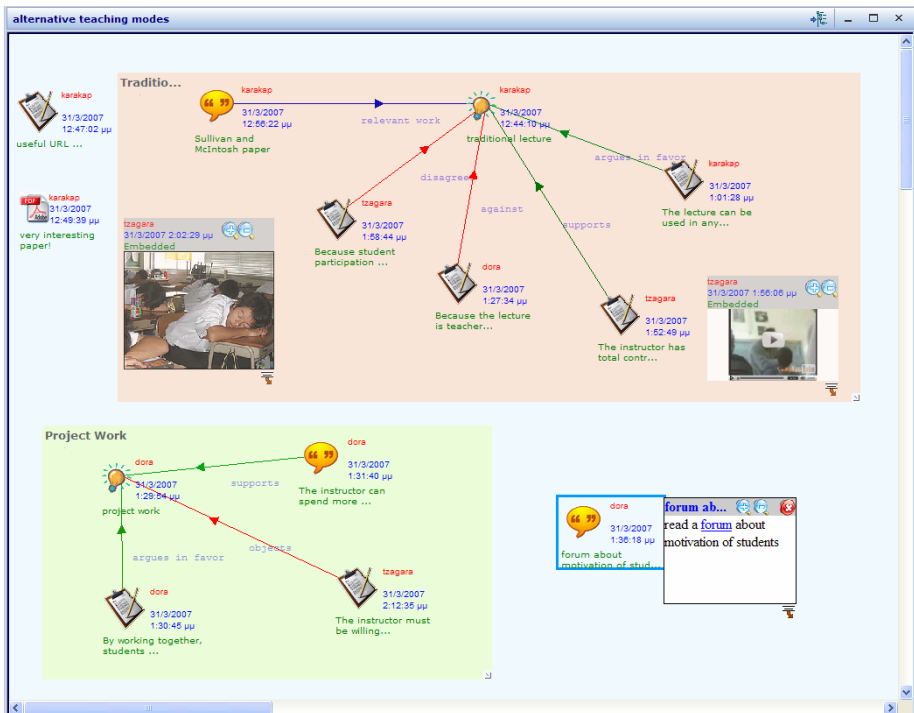 alternative teaching modes
karakap
31/3/2007
12:47:02 μμ
useful URL ...
karakap
31/3/2007
12:49:39 μμ
very interesting
paper!
Traditio...
karakap
31/3/2007
12:56:22 μμ
Sullivan and
McIntosh paper
relevant work
karakap
31/3/2007
12:44:10 μμ
traditional lecture
argues in favor
karakap
31/3/2007
1:01:28 μμ
The lecture can be
used in any...
disagree
tzagara
31/3/2007
1:58:44 μμ
Because student
participation ...
against
dora
31/3/2007
1:27:34 μμ
Because the lecture
is teacher...
supports
tzagara
31/3/2007
1:52:49 μμ
The instructor has
total contr...
tzagara
31/3/2007 2:02:29 μμ
Embedded
tzagara
31/3/2007 1:56:06 μμ
Embedded
Project Work
dora
31/3/2007
1:29:54 μμ
project work
supports
dora
31/3/2007
1:31:40 μμ
The instructor can
spend more ...
argues in favor
objects
dora
31/3/2007
1:30:45 μμ
By working together,
students ...
tzagara
31/3/2007
2:12:35 μμ
The instructor must
be willing...
dora
31/3/2007
1:36:18 μμ
forum about
motivation of stud...
forum ab...
read a forum about
motivation of students